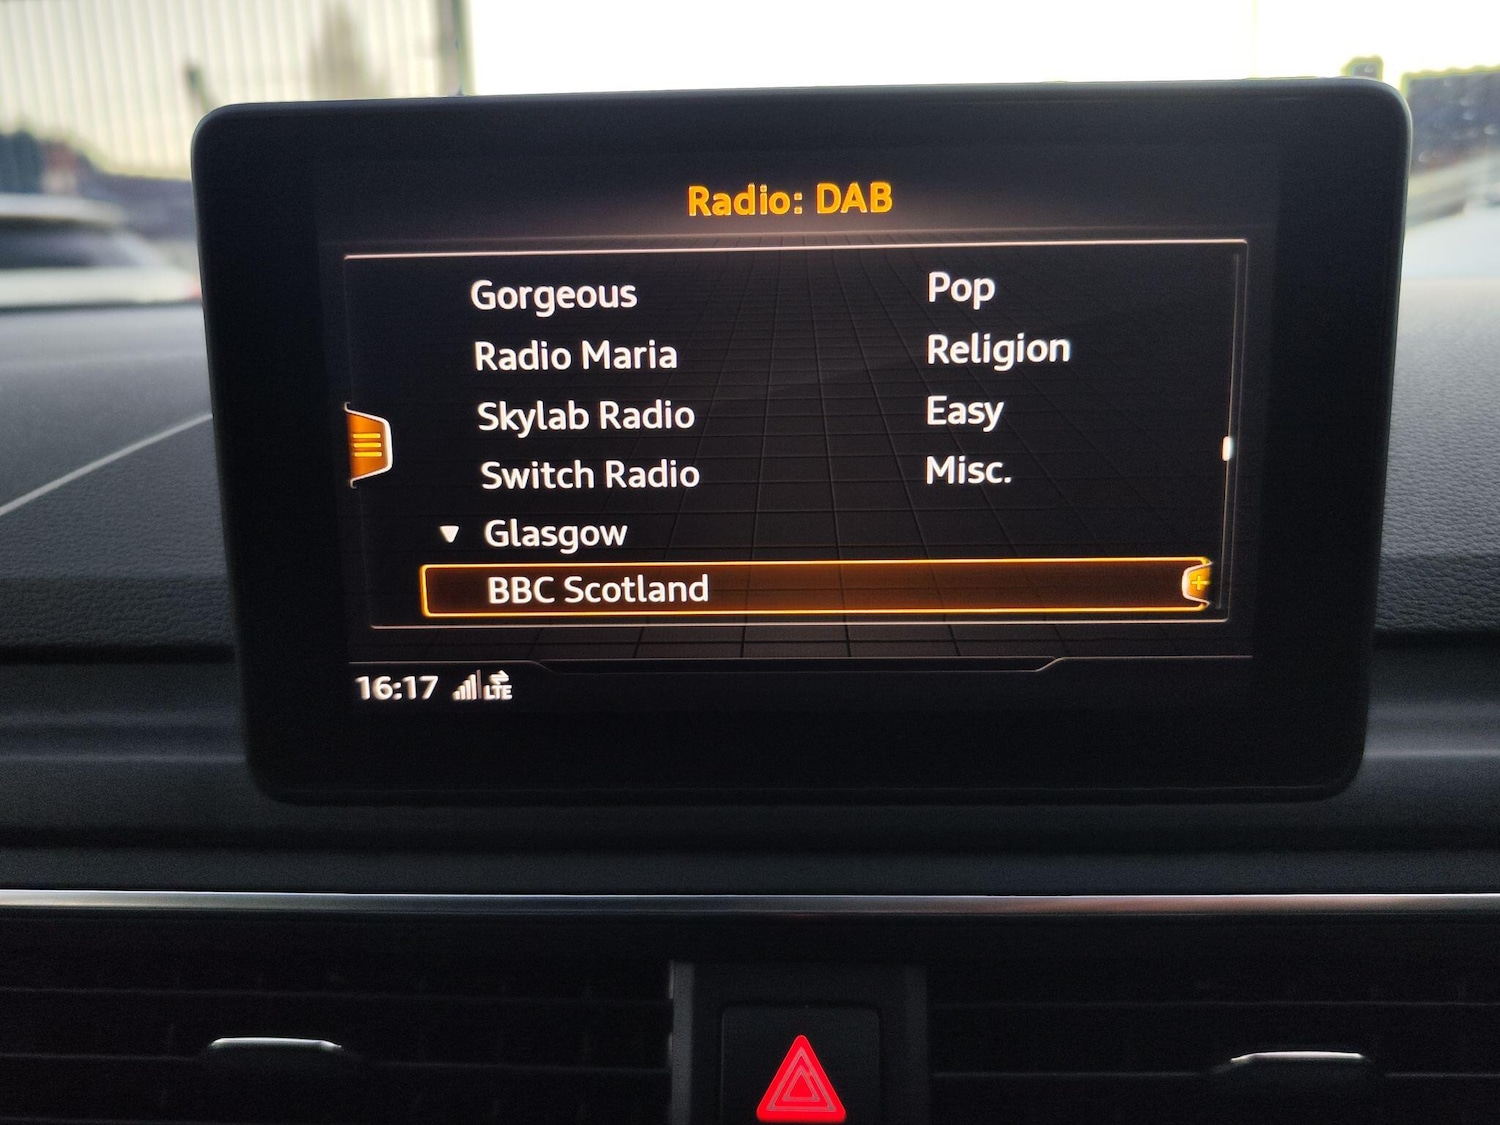 Radio: DAB
Gorgeous Pop
Radio Maria Religion
Skylab Radio Easy
Switch Radio Misc.
Glasgow
BBC Scotland
16:17 LTE